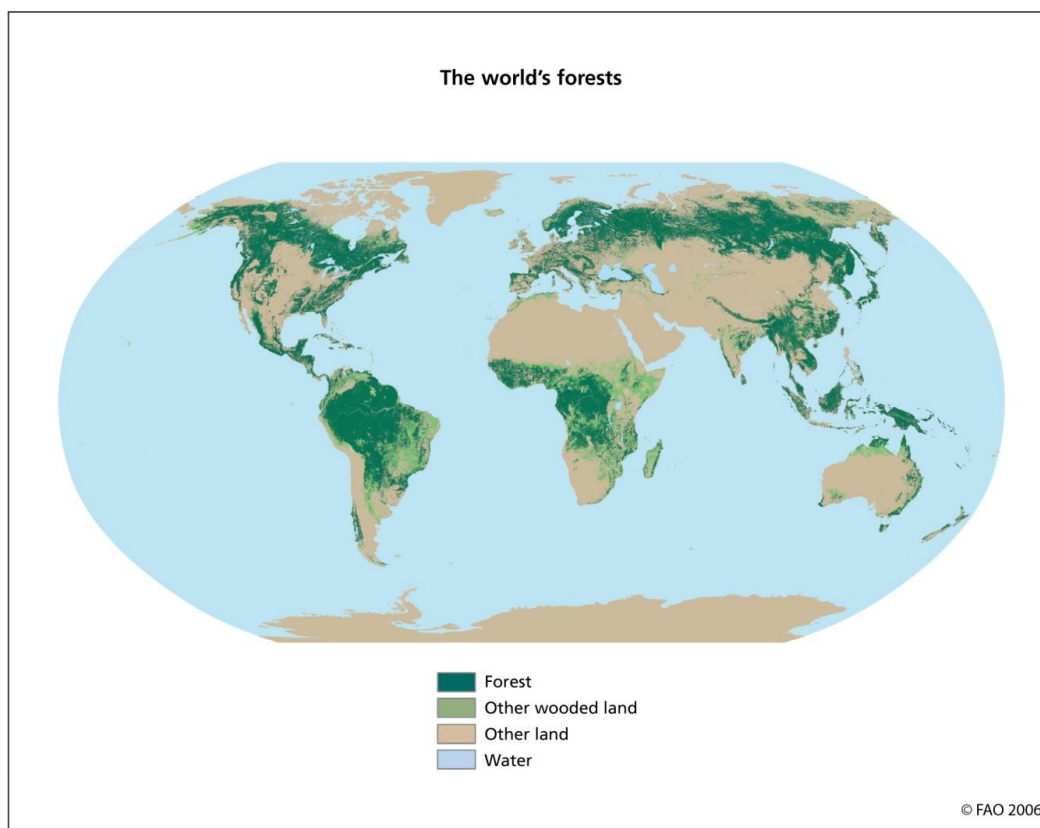 The world's forests
Forest
Other wooded land
Other land
Water
© FAO 2006